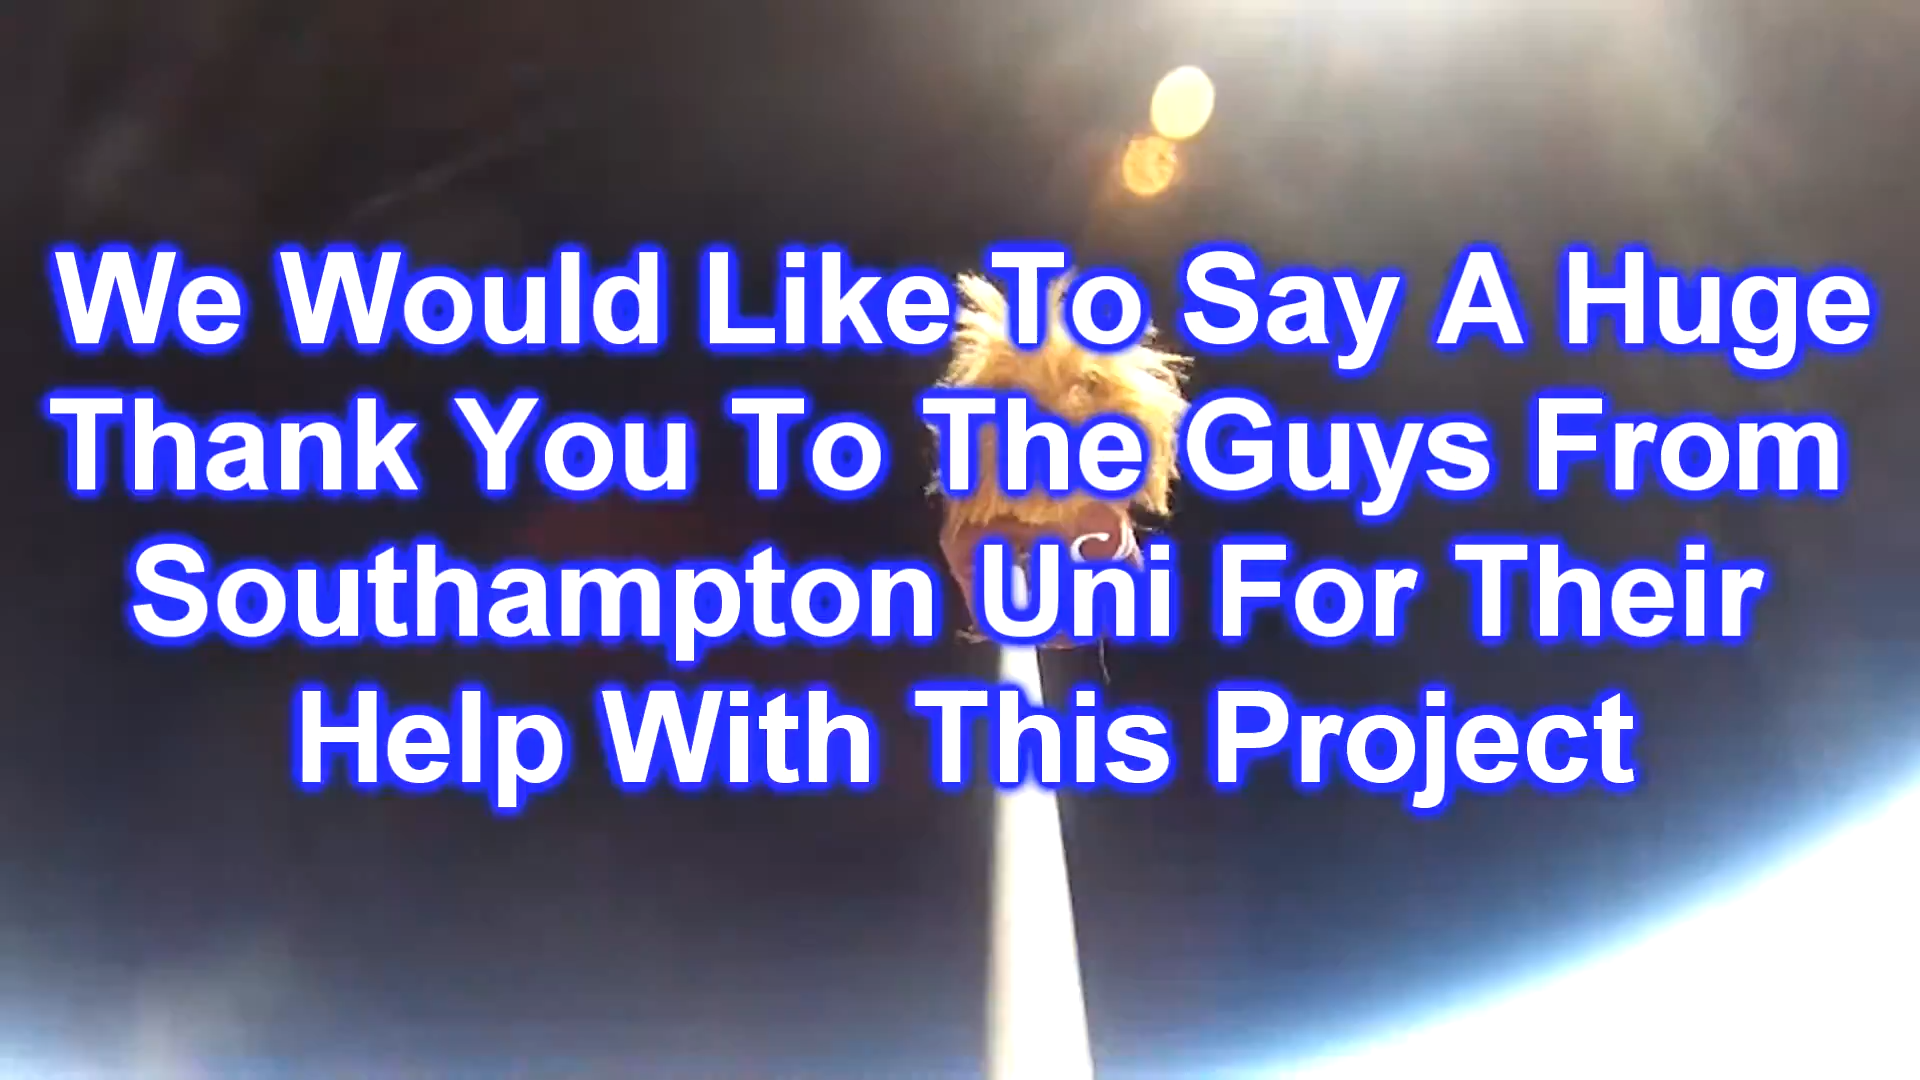 We Would Like To Say A Huge
Thank You To The Guys From
Southampton Uni For Their
Help With This Project